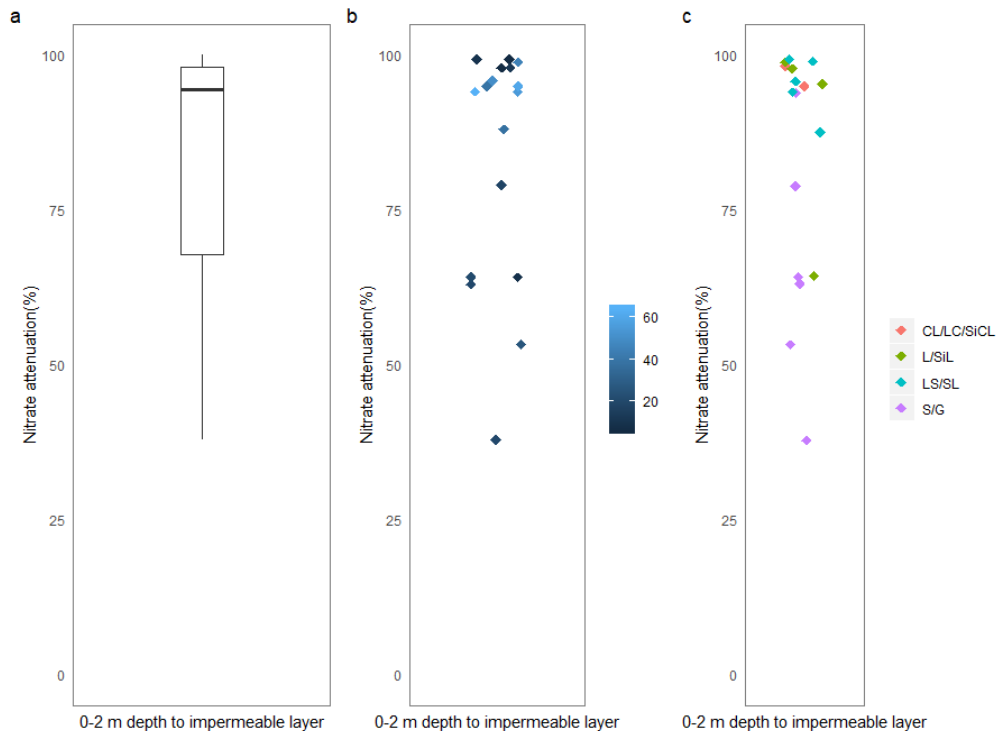 a
Nitrate attenuation(%)
100
75
50
25
0
0-2 m depth to impermeable layer
b
Nitrate attenuation(%)
100
75
50
25
0
0-2 m depth to impermeable layer
60
40
20
c
Nitrate attenuation(%)
100
75
50
25
0
0-2 m depth to impermeable layer
CL/LC/SiCL
L/SiL
LS/SL
S/G